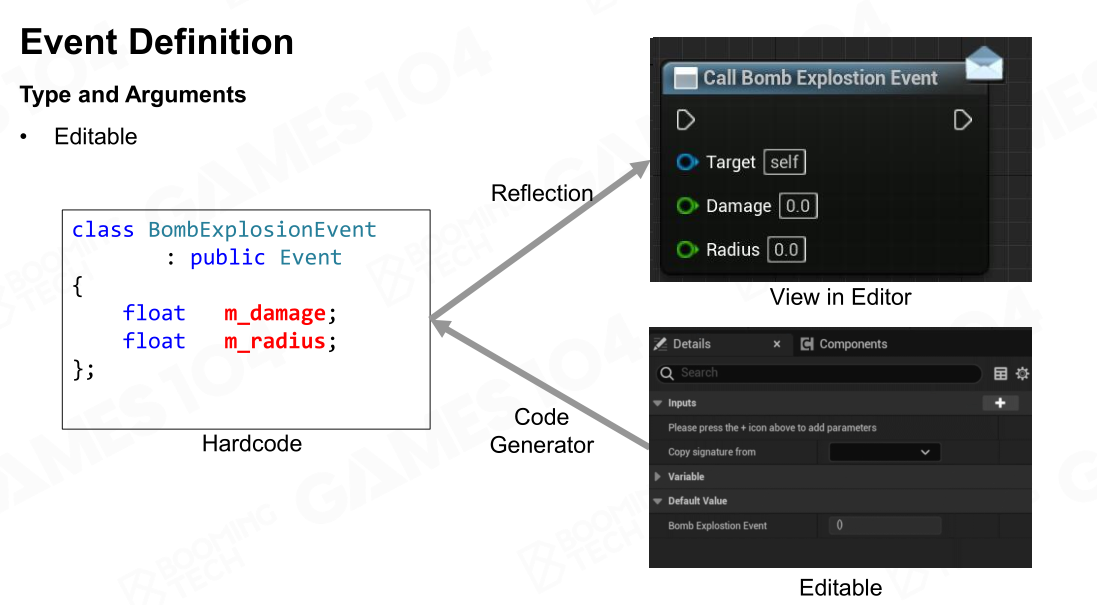 Event Definition
Type and Arguments
• Editable
class BombExplosionEvent
: public Event
{
float m_damage;
float m_radius;
};
Hardcode
Reflection
Code
Generator
Call Bomb Explostion Event
Target self
Damage 0.0
Radius 0.0
View in Editor
Details × Components
Search
Inputs
Please press the + icon above to add parameters
Copy signature from
Variable
Default Value
Bomb Explostion Event 0
Editable
GAMES 104
BOOMING
TECH